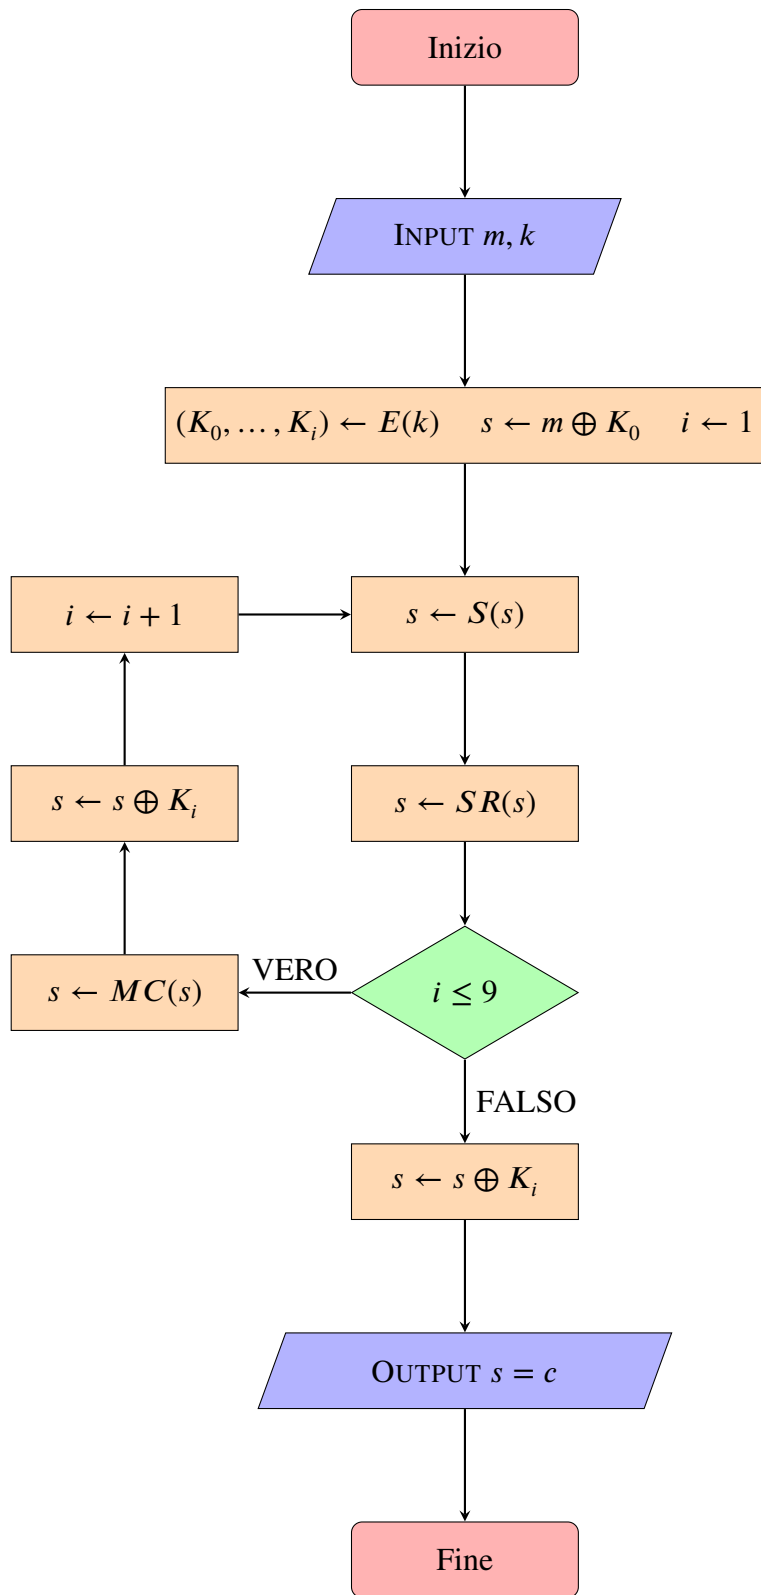 Inizio
INPUT m, k
(K₀, …, Kᵢ) ← E(k) s ← m ⊕ K₀ i ← 1
i ← i + 1
s ← S(s)
s ← s ⊕ Kᵢ
s ← SR(s)
s ← MC(s)
VERO
i ≤ 9
FALSO
s ← s ⊕ Kᵢ
OUTPUT s = c
Fine